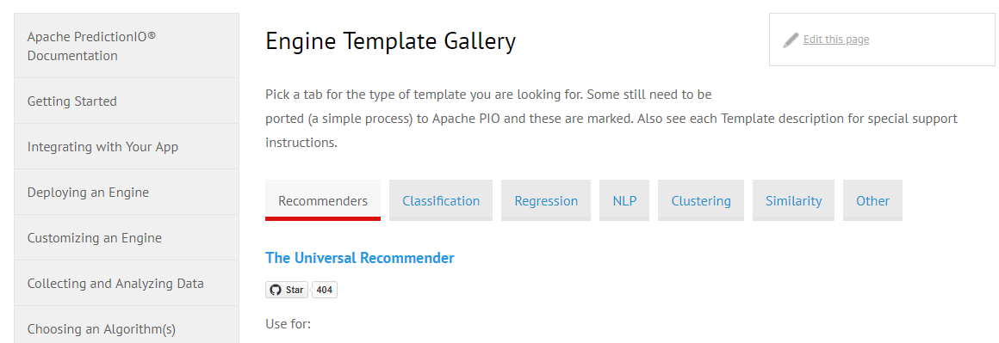 Apache PredictionIO®
Documentation
Getting Started
Integrating with Your App
Deploying an Engine
Customizing an Engine
Collecting and Analyzing Data
Choosing an Algorithm(s)
Engine Template Gallery
Edit this page
Pick a tab for the type of template you are looking for. Some still need to be
ported (a simple process) to Apache PIO and these are marked. Also see each Template description for special support
instructions.
Recommenders Classification Regression NLP Clustering Similarity Other
The Universal Recommender
Star 404
Use for: